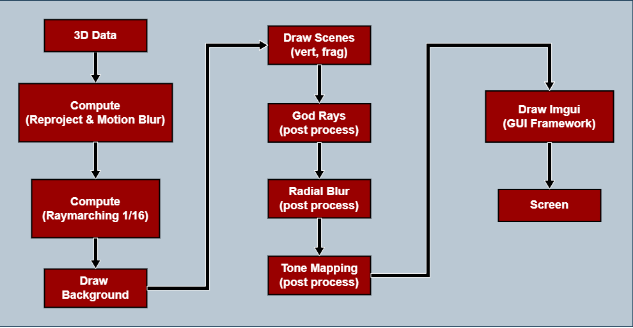 3D Data
Compute
(Reproject & Motion Blur)
Compute
(Raymarching 1/16)
Draw
Background
Draw Scenes
(vert, frag)
God Rays
(post process)
Radial Blur
(post process)
Tone Mapping
(post process)
Draw Imgui
(GUI Framework)
Screen